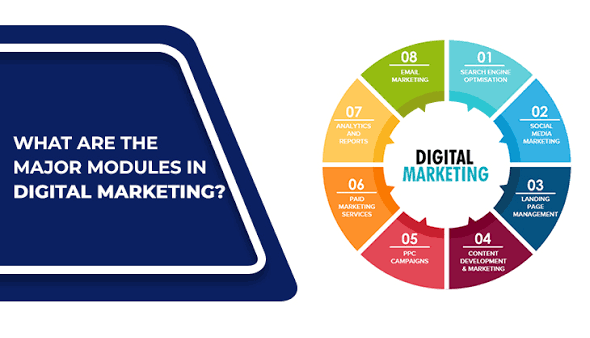 WHAT ARE THE
MAJOR MODULES IN
DIGITAL MARKETING?
08
EMAIL
MARKETING
01
SEARCH ENGINE
OPTIMISATION
07
ANALYTICS
AND
REPORTS
02
SOCIAL
MEDIA
MARKETING
DIGITAL
MARKETING
06
PAID
MARKETING
SERVICES
03
LANDING
PAGE
MANAGEMENT
05
PPC
CAMPAIGNS
04
CONTENT
DEVELOPMENT
& MARKETING